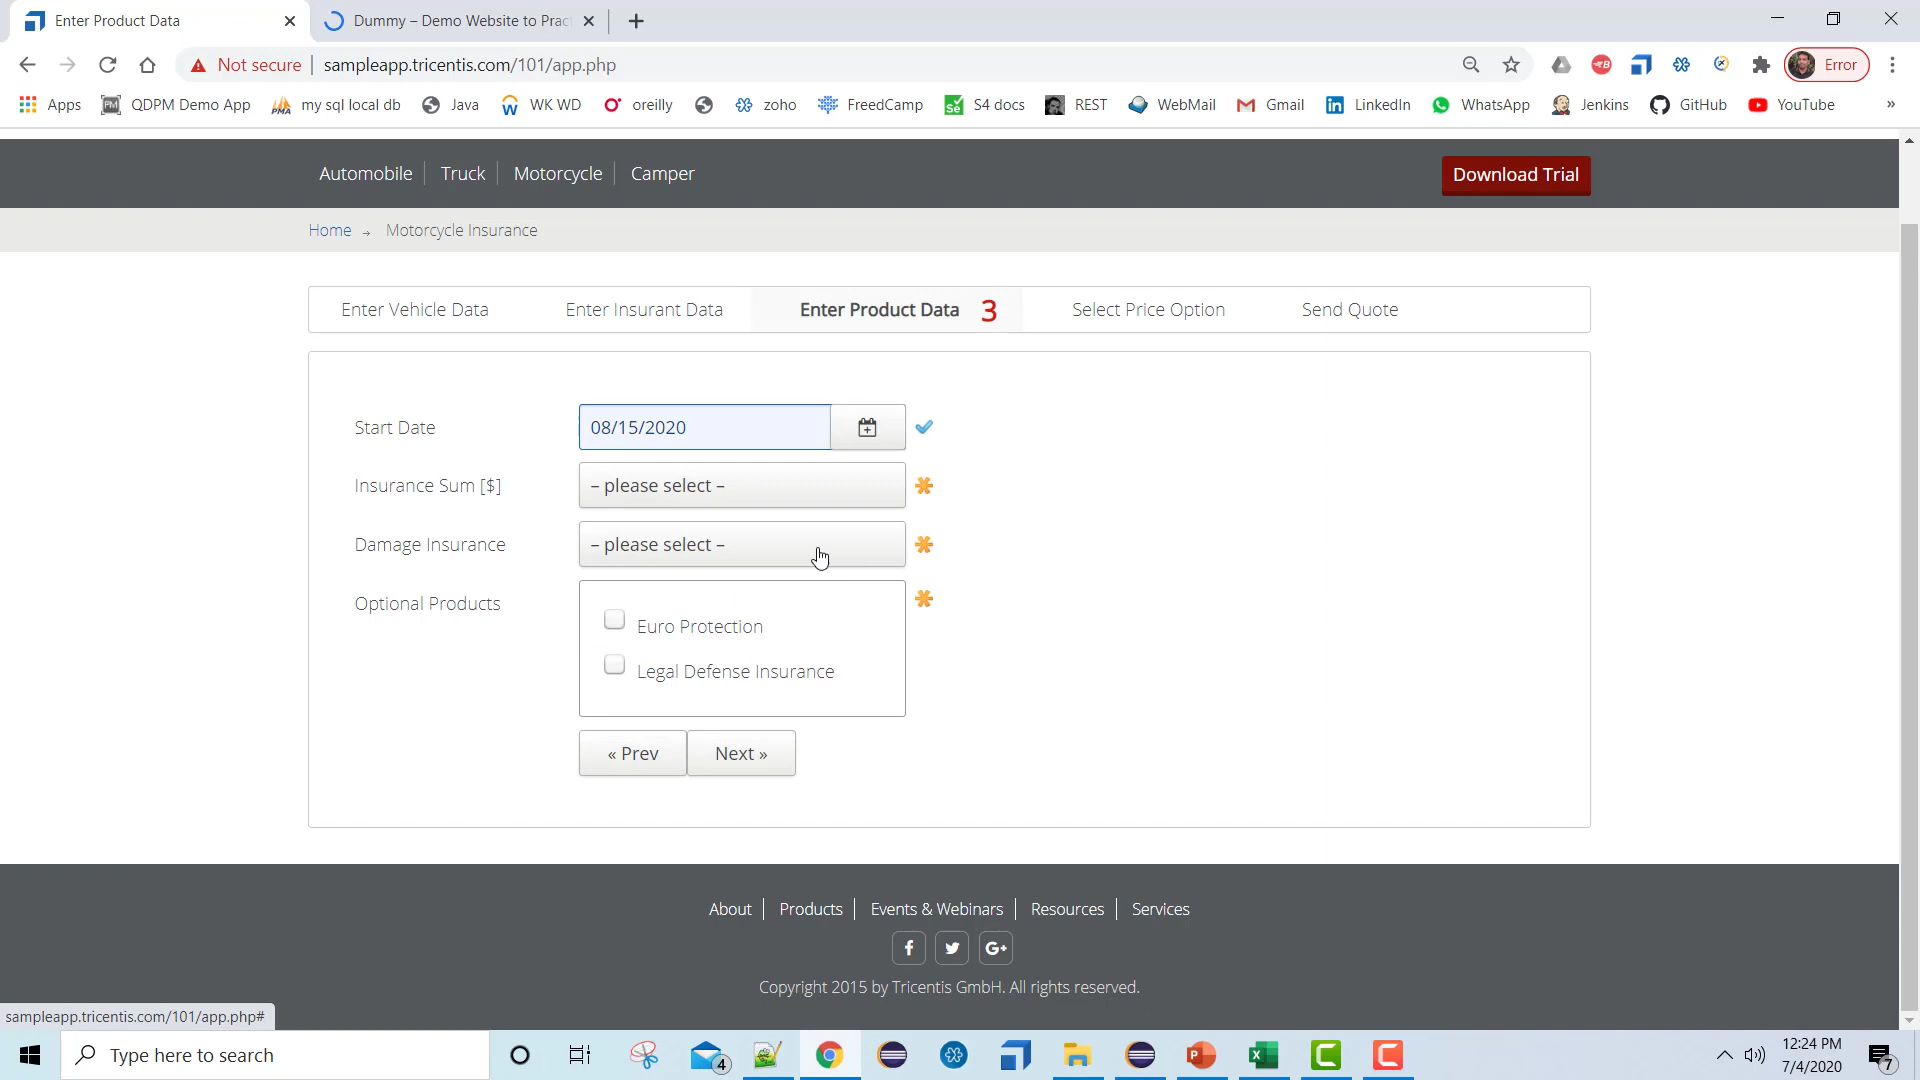 Enter Product Data
Dummy – Demo Website to Prac
Not secure
sampleapp.tricentis.com/101/app.php
Error
Apps
QDPM Demo App
my sql local db
Java
WK WD
oreilly
zoho
FreedCamp
S4 docs
REST
WebMail
Gmail
LinkedIn
WhatsApp
Jenkins
GitHub
YouTube
»
Automobile
Truck
Motorcycle
Camper
Download Trial
Home → Motorcycle Insurance
Enter Vehicle Data
Enter Insurant Data
Enter Product Data 3
Select Price Option
Send Quote
Start Date
08/15/2020
Insurance Sum [$]
– please select –
Damage Insurance
– please select –
Optional Products
Euro Protection
Legal Defense Insurance
« Prev
Next »
About
Products
Events & Webinars
Resources
Services
Copyright 2015 by Tricentis GmbH. All rights reserved.
sampleapp.tricentis.com/101/app.php#
Type here to search
4
12:24 PM
7/4/2020
7